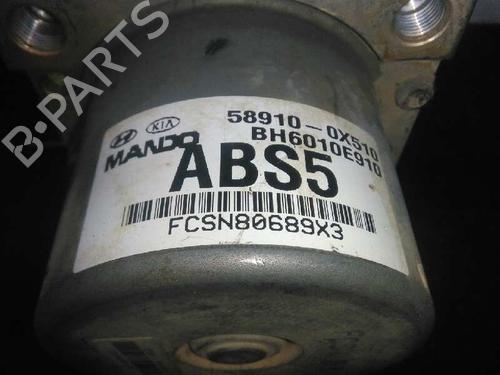 B-PARTS
58910-0X510
KIA
BH6010E910
MANDO
ABS5
FCSN80689X3